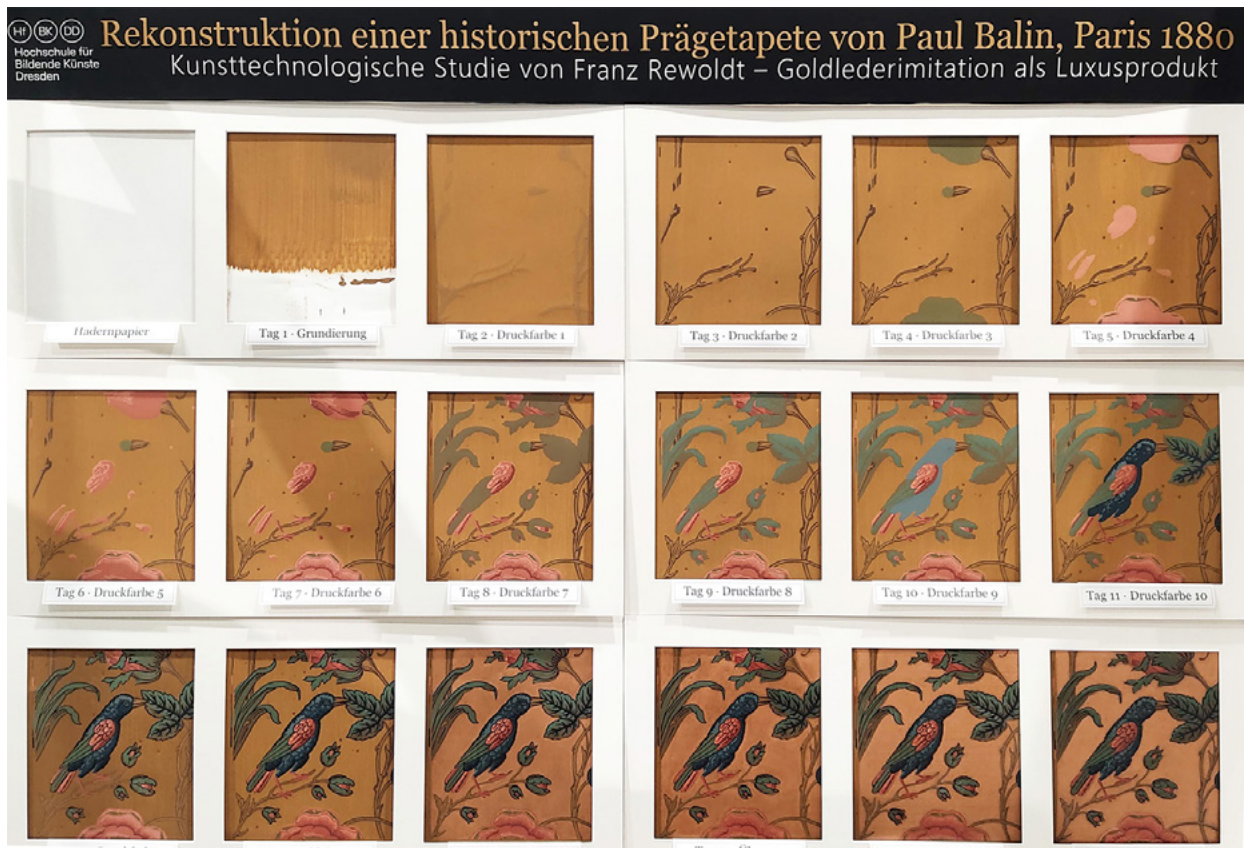 Hf BK DD
Hochschule für
Bildende Künste
Dresden
Rekonstruktion einer historischen Prägetapete von Paul Balin, Paris 1880
Kunsttechnologische Studie von Franz Rewoldt – Goldlederimitation als Luxusprodukt
Hadernpapier
Tag 1 · Grundierung
Tag 2 · Druckfarbe 1
Tag 3 · Druckfarbe 2
Tag 4 · Druckfarbe 3
Tag 5 · Druckfarbe 4
Tag 6 · Druckfarbe 5
Tag 7 · Druckfarbe 6
Tag 8 · Druckfarbe 7
Tag 9 · Druckfarbe 8
Tag 10 · Druckfarbe 9
Tag 11 · Druckfarbe 10